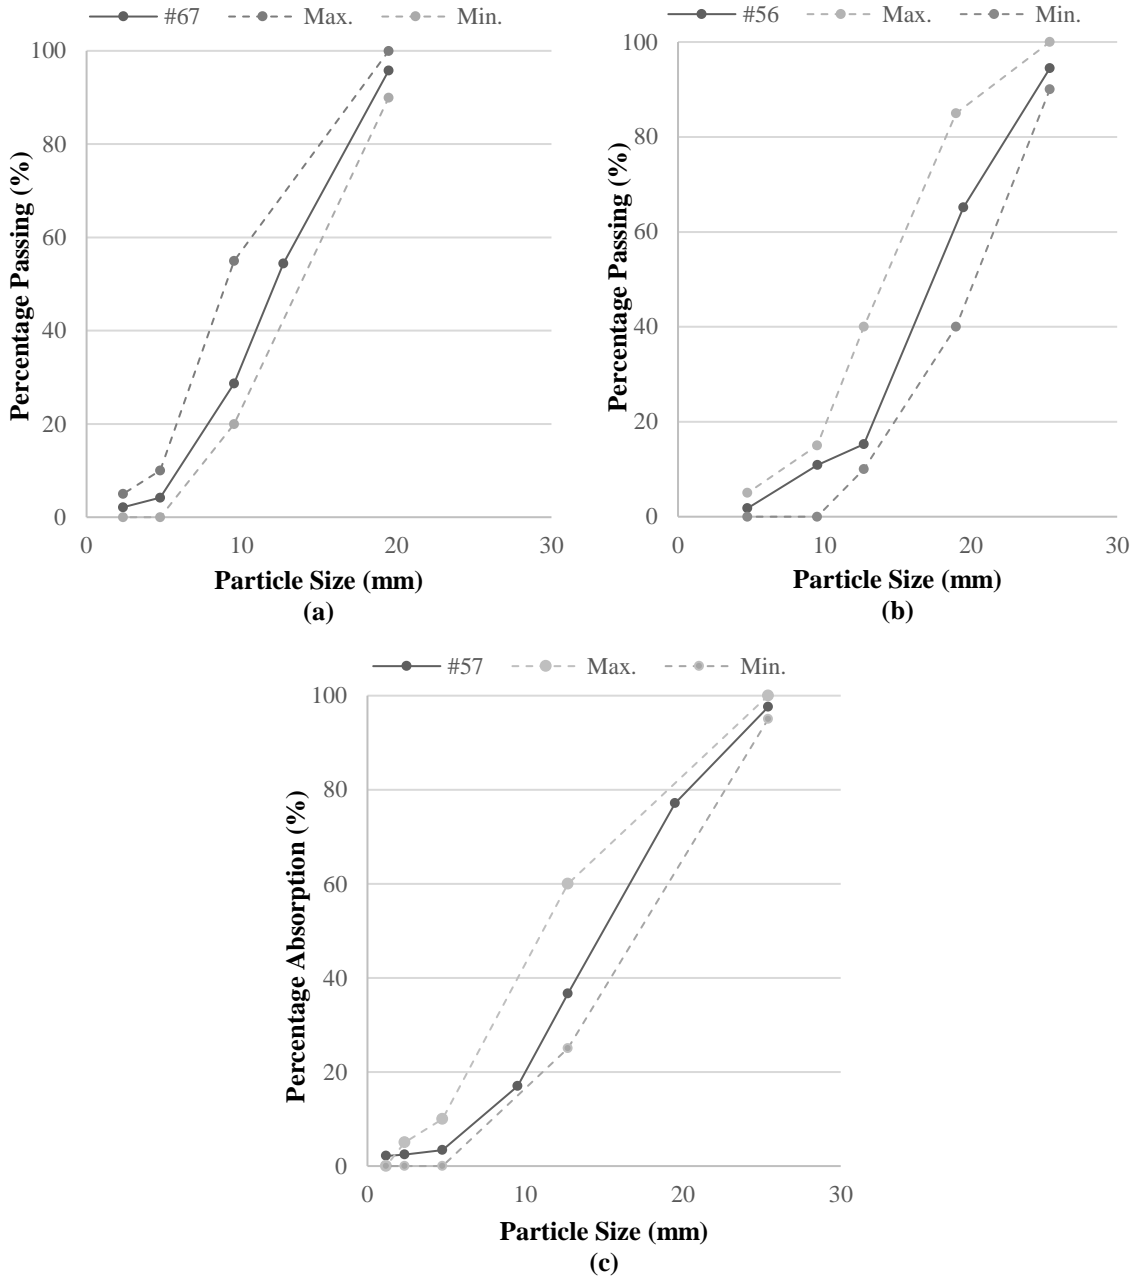 #67 Max. Min.
100
80
60
40
20
0
0 10 20 30
Percentage Passing (%)
Particle Size (mm)
(a)
#56 Max. Min.
100
80
60
40
20
0
0 10 20 30
Percentage Passing (%)
Particle Size (mm)
(b)
#57 Max. Min.
100
80
60
40
20
0
0 10 20 30
Percentage Absorption (%)
Particle Size (mm)
(c)